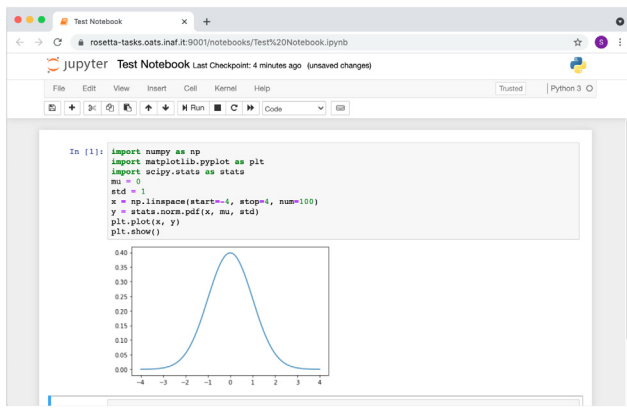 Test Notebook
rosetta-tasks.oats.inaf.it:9001/notebooks/Test%20Notebook.ipynb
S
jupyter Test Notebook Last Checkpoint: 4 minutes ago (unsaved changes)
File Edit View Insert Cell Kernel Help Trusted Python 3
Run Code
In [1]: import numpy as np
import matplotlib.pyplot as plt
import scipy.stats as stats
mu = 0
std = 1
x = np.linspace(start=-4, stop=4, num=100)
y = stats.norm.pdf(x, mu, std)
plt.plot(x, y)
plt.show()
0.40
0.35
0.30
0.25
0.20
0.15
0.10
0.05
0.00
-4 -3 -2 -1 0 1 2 3 4